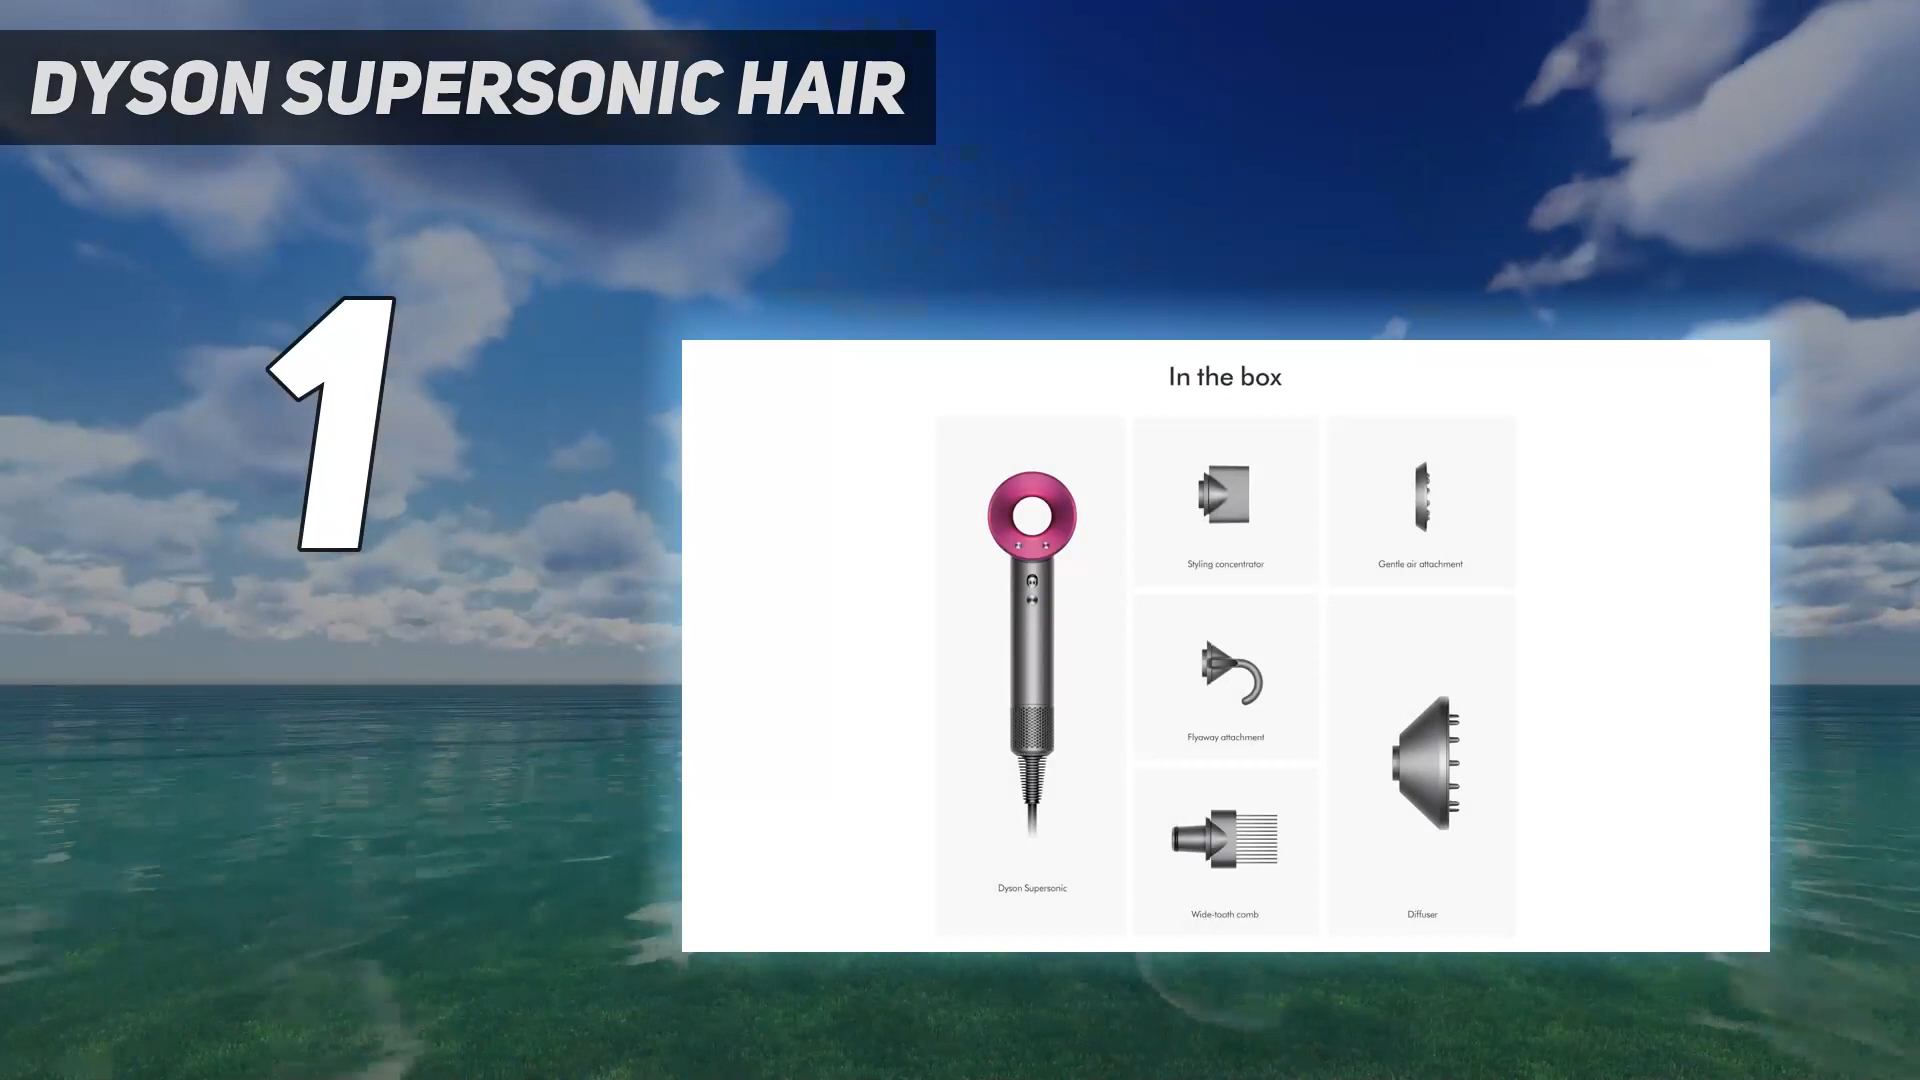 DYSON SUPERSONIC HAIR
1
In the box
Styling concentrator
Gentle air attachment
Flyaway attachment
Dyson Supersonic
Wide-tooth comb
Diffuser